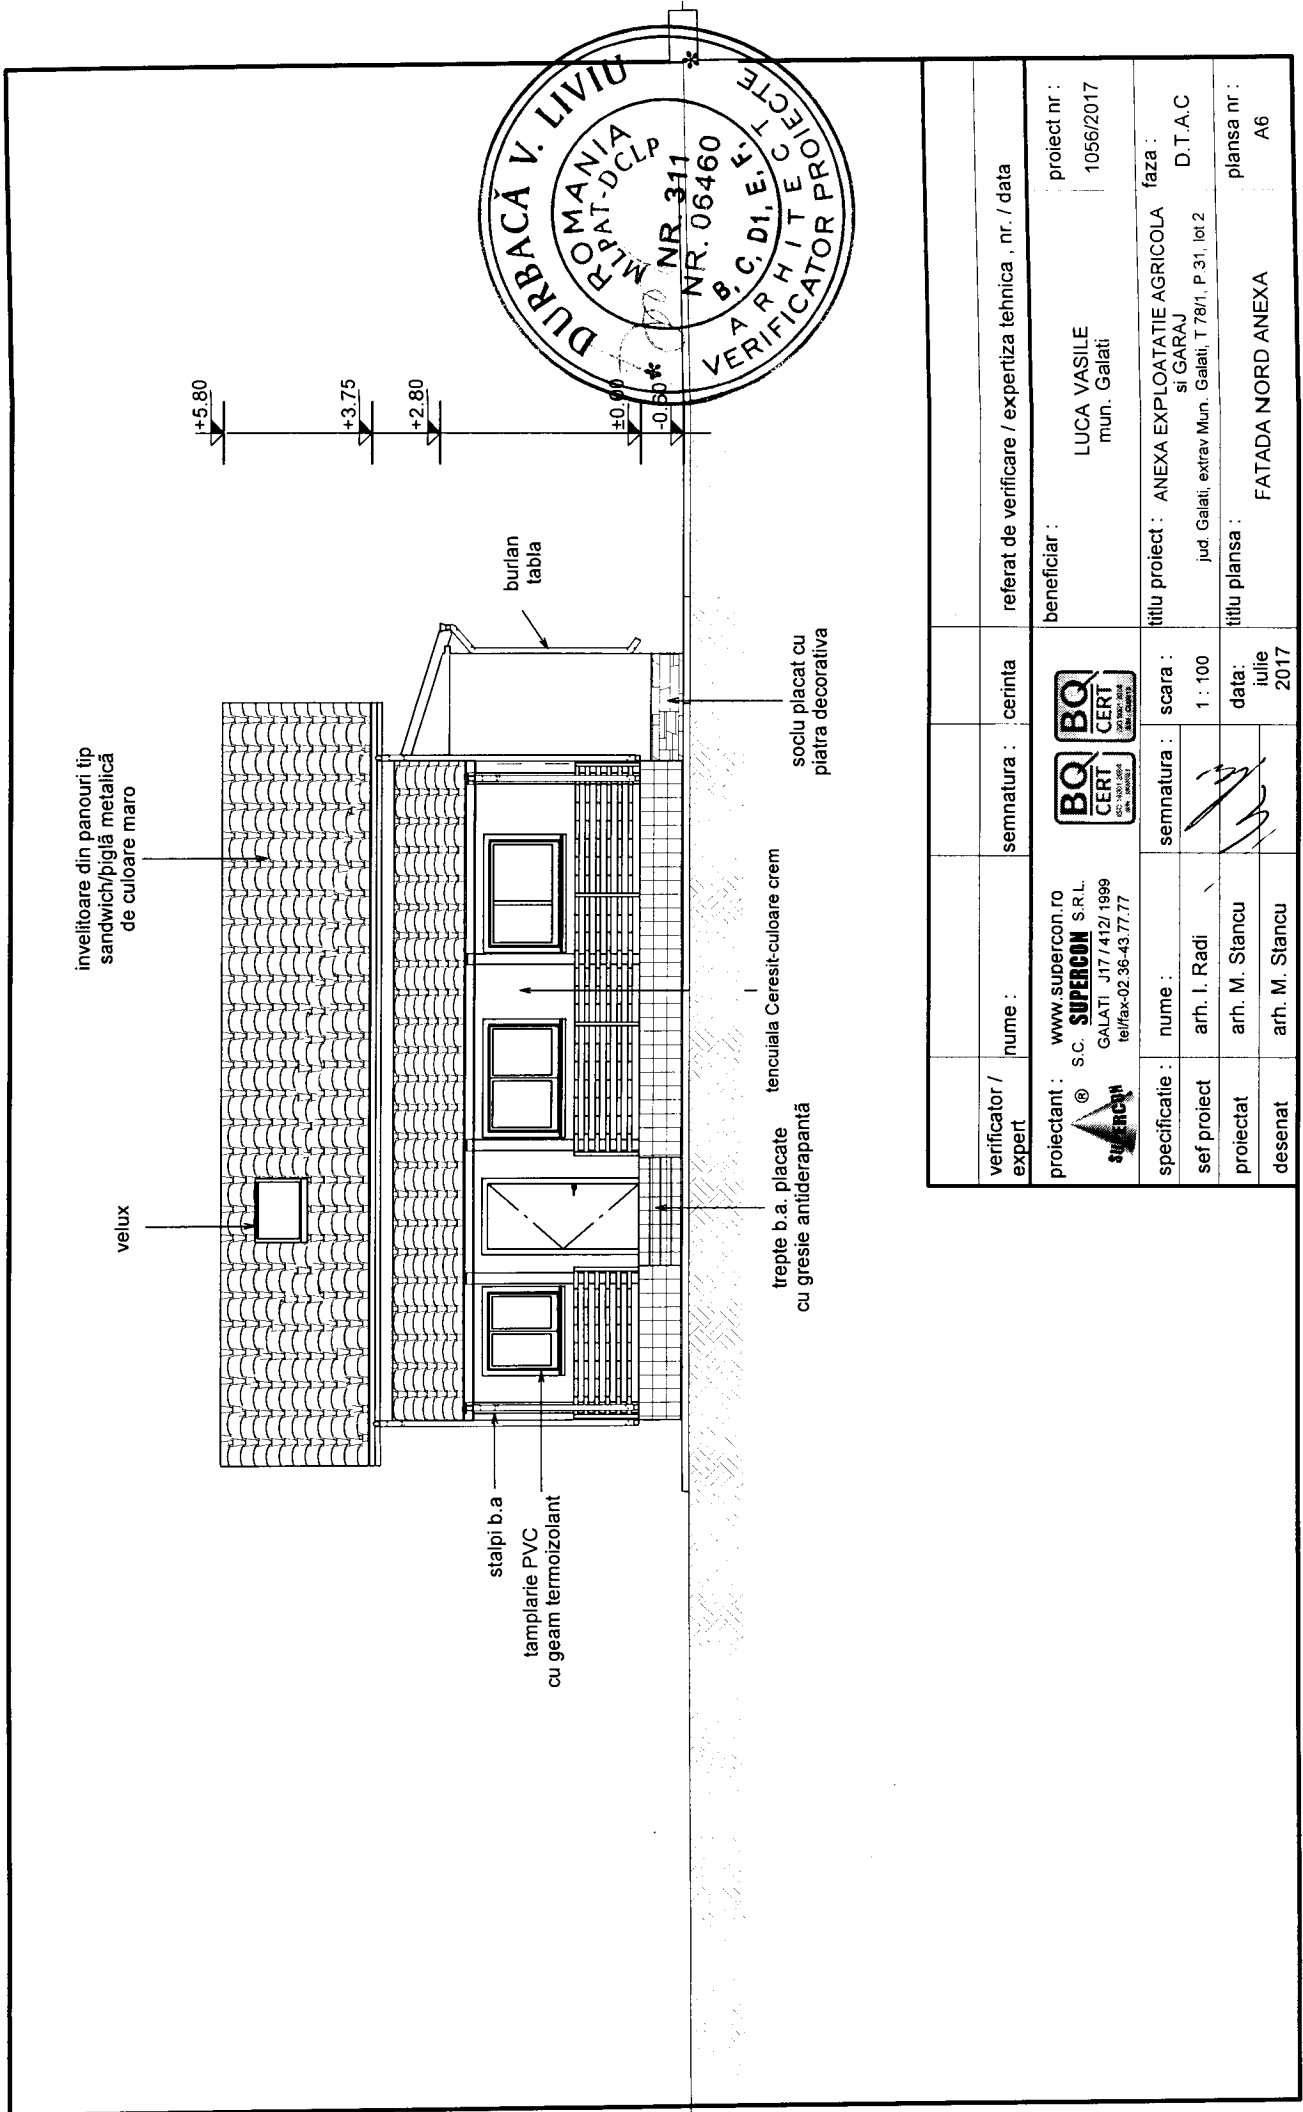 invelitoare din panouri tip
sandwich/piglă metalică
de culoare maro
velux
+5.80
+3.75
+2.80
±0.00
-0.60
burlan
tabla
stalpi b.a
tamplarie PVC
cu geam termoizolant
trepte b.a. placate
cu gresie antiderapantă
tencuiala Ceresit-culoare crem
soclu placat cu
piatra decorativa
DURBACĂ V. LIVIU
ROMANIA
MLPAT-DCLP
NR. 311
NR. 06460
B, C, D1, E, F,
ARHITECT
VERIFICATOR PROIECTE
verificator /
expert
nume :
semnatura :
cerinta
referat de verificare / expertiza tehnica , nr. / data
proiectant :
SUPERCON
®
www.supercon.ro
S.C. SUPERCON S.R.L.
GALATI J17 / 412/ 1999
tel/fax-02.36-43.77.77
BQ
CERT
BQ
CERT
beneficiar :
LUCA VASILE
mun. Galati
proiect nr :
1056/2017
specificatie :
nume :
semnatura :
scara :
1 : 100
titlu proiect : ANEXA EXPLOATATIE AGRICOLA
si GARAJ
jud. Galati, extrav Mun. Galati, T 78/1, P 31, lot 2
faza :
D.T.A.C
sef proiect
arh. I. Radi
proiectat
arh. M. Stancu
desenat
arh. M. Stancu
data:
iulie
2017
titlu plansa :
FATADA NORD ANEXA
plansa nr :
A6